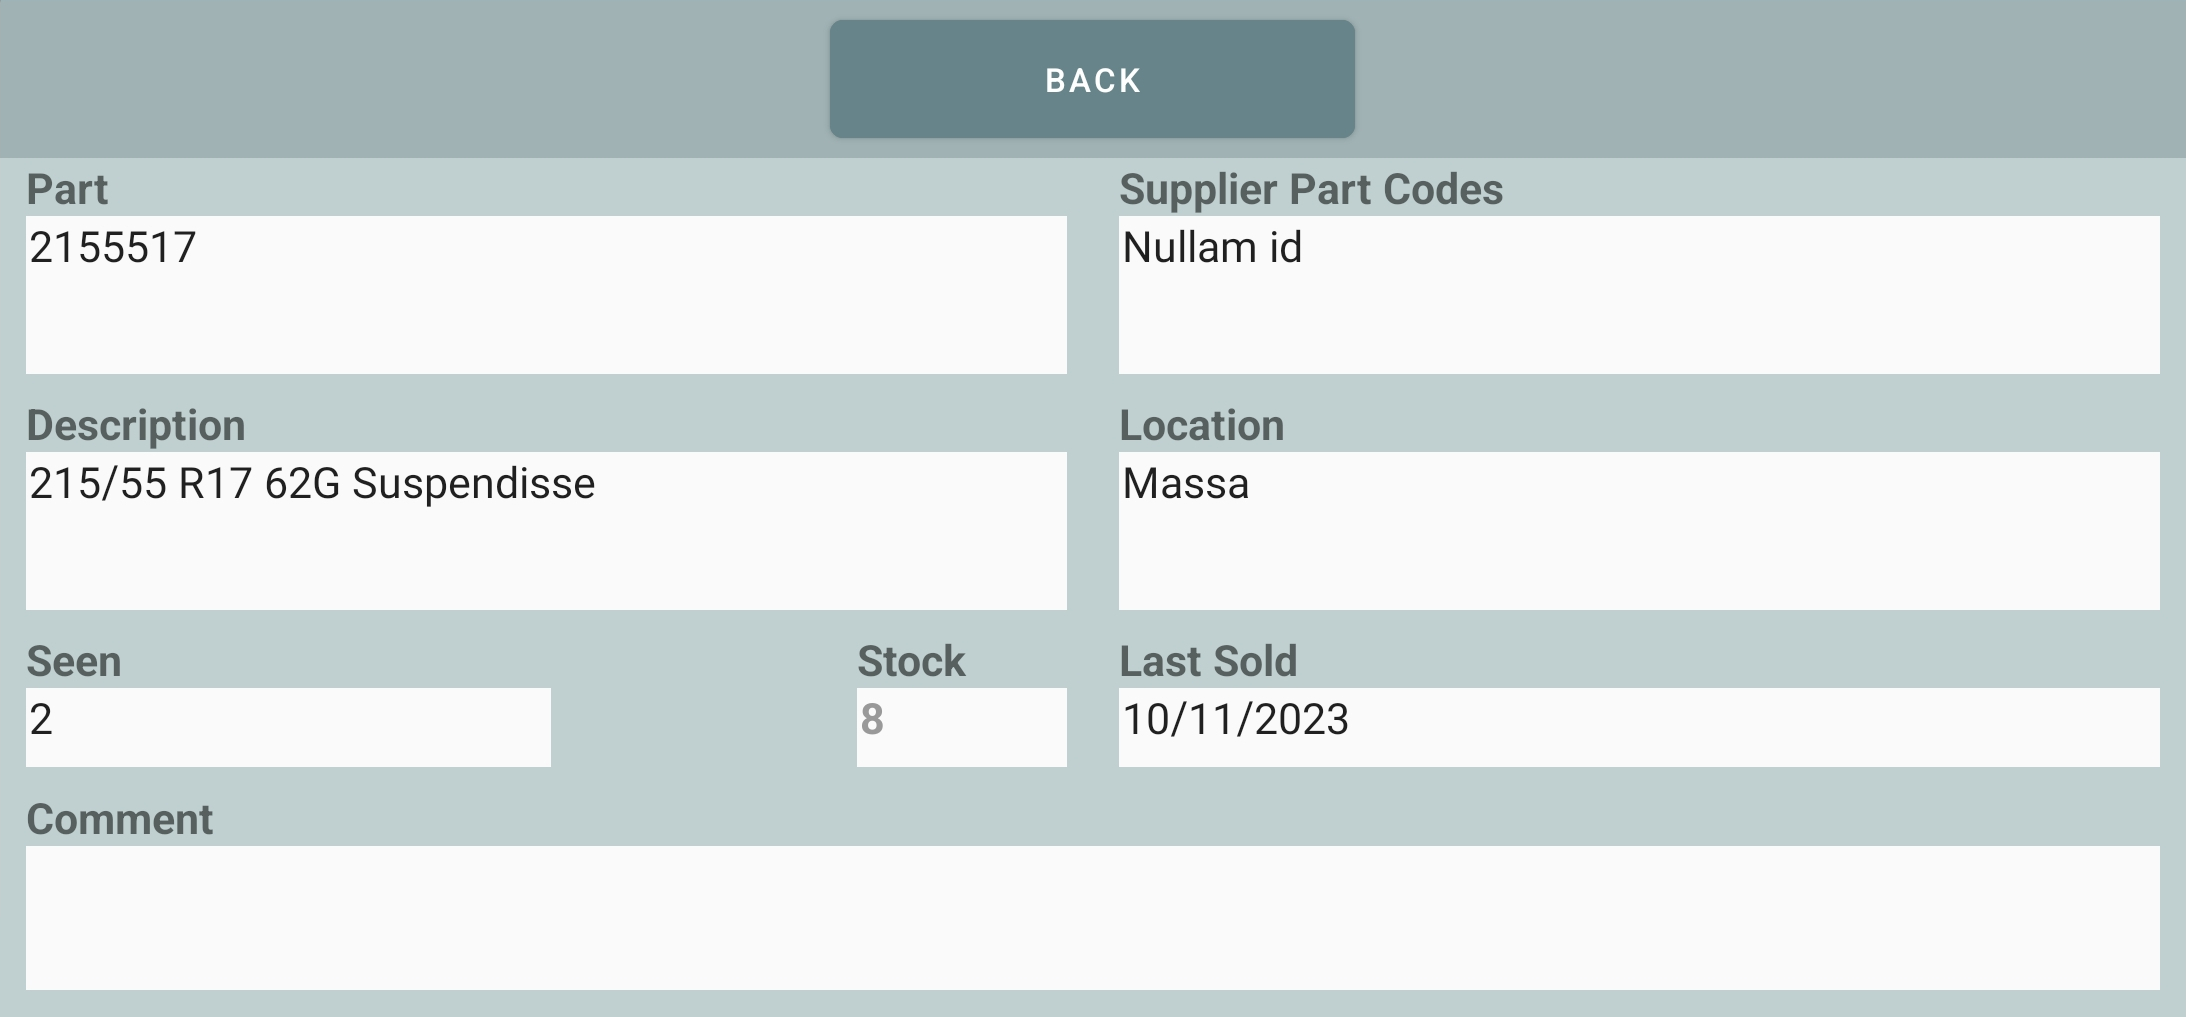 BACK
Part
2155517
Supplier Part Codes
Nullam id
Description
215/55 R17 62G Suspendisse
Location
Massa
Seen
2
Stock
8
Last Sold
10/11/2023
Comment